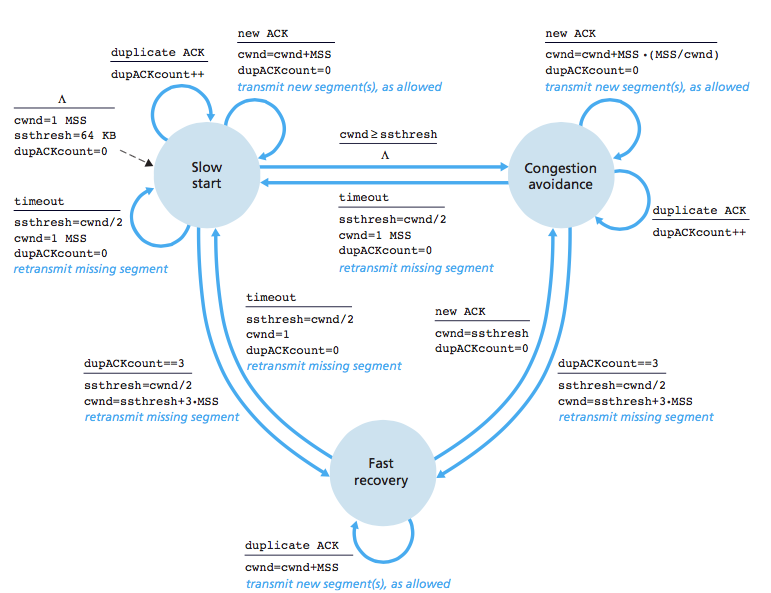 new ACK
cwnd=cwnd+MSS
dupACKcount=0
transmit new segment(s), as allowed
new ACK
cwnd=cwnd+MSS •(MSS/cwnd)
dupACKcount=0
transmit new segment(s), as allowed
duplicate ACK
dupACKcount++
Λ
cwnd=1 MSS
ssthresh=64 KB
dupACKcount=0
cwnd ≥ ssthresh
Λ
Slow
start
Congestion
avoidance
timeout
ssthresh=cwnd/2
cwnd=1 MSS
dupACKcount=0
retransmit missing segment
timeout
ssthresh=cwnd/2
cwnd=1 MSS
dupACKcount=0
retransmit missing segment
duplicate ACK
dupACKcount++
timeout
ssthresh=cwnd/2
cwnd=1
dupACKcount=0
retransmit missing segment
new ACK
cwnd=ssthresh
dupACKcount=0
dupACKcount==3
ssthresh=cwnd/2
cwnd=ssthresh+3•MSS
retransmit missing segment
dupACKcount==3
ssthresh=cwnd/2
cwnd=ssthresh+3•MSS
retransmit missing segment
Fast
recovery
duplicate ACK
cwnd=cwnd+MSS
transmit new segment(s), as allowed